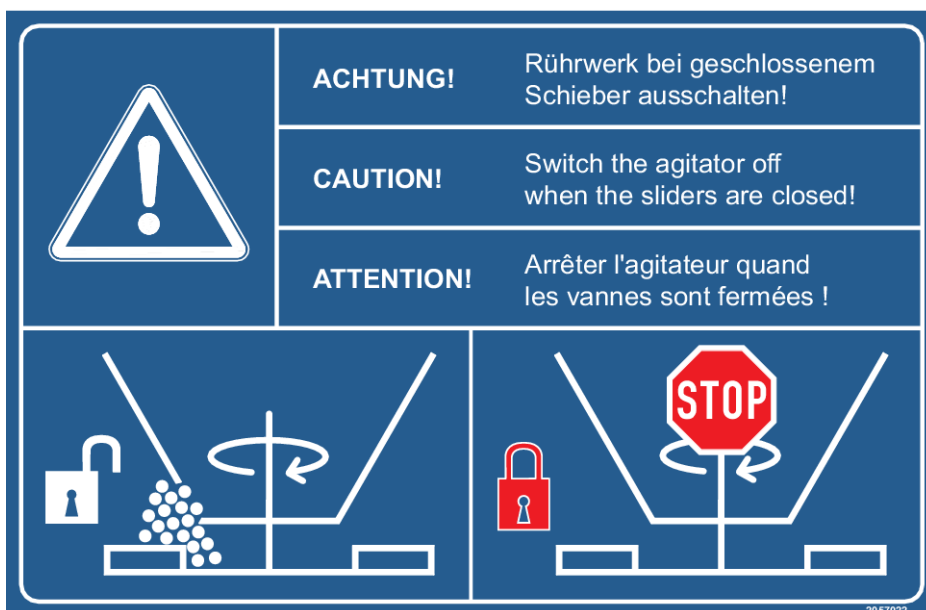 ACHTUNG!
Rührwerk bei geschlossenem
Schieber ausschalten!
CAUTION!
Switch the agitator off
when the sliders are closed!
ATTENTION!
Arrêter l'agitateur quand
les vannes sont fermées !
STOP